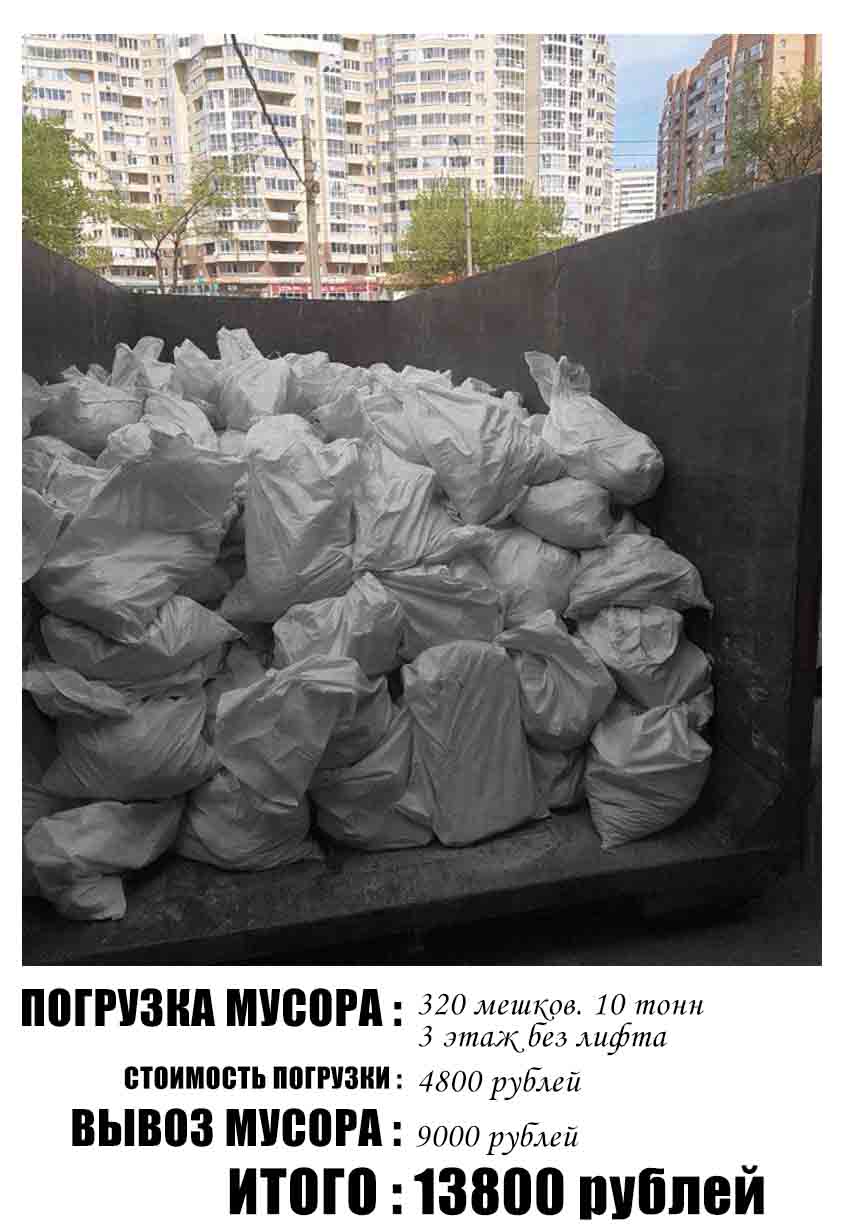 ПОГРУЗКА МУСОРА : 320 мешков. 10 тонн
3 этаж без лифта
СТОИМОСТЬ ПОГРУЗКИ : 4800 рублей
ВЫВОЗ МУСОРА : 9000 рублей
ИТОГО : 13800 рублей